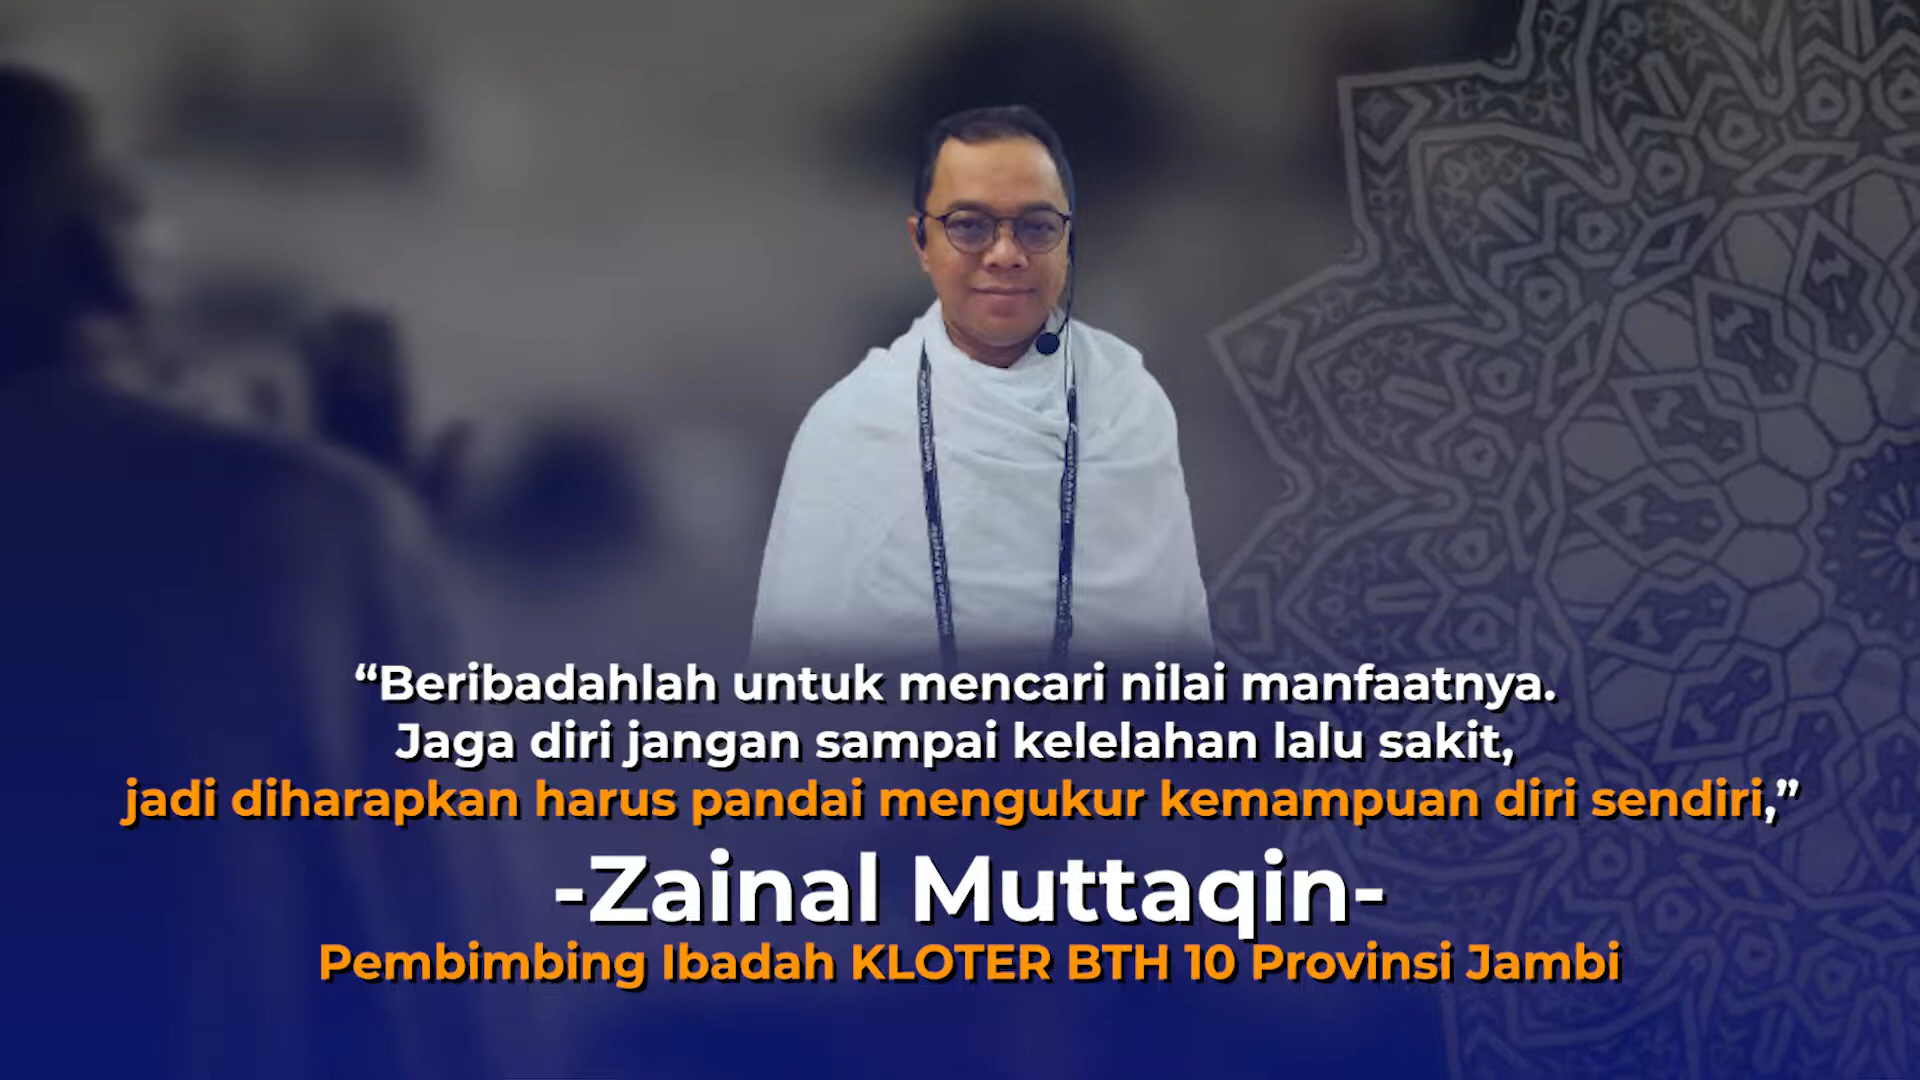 “Beribadahlah untuk mencari nilai manfaatnya.
Jaga diri jangan sampai kelelahan lalu sakit,
jadi diharapkan harus pandai mengukur kemampuan diri sendiri,”
-Zainal Muttaqin-
Pembimbing Ibadah KLOTER BTH 10 Provinsi Jambi